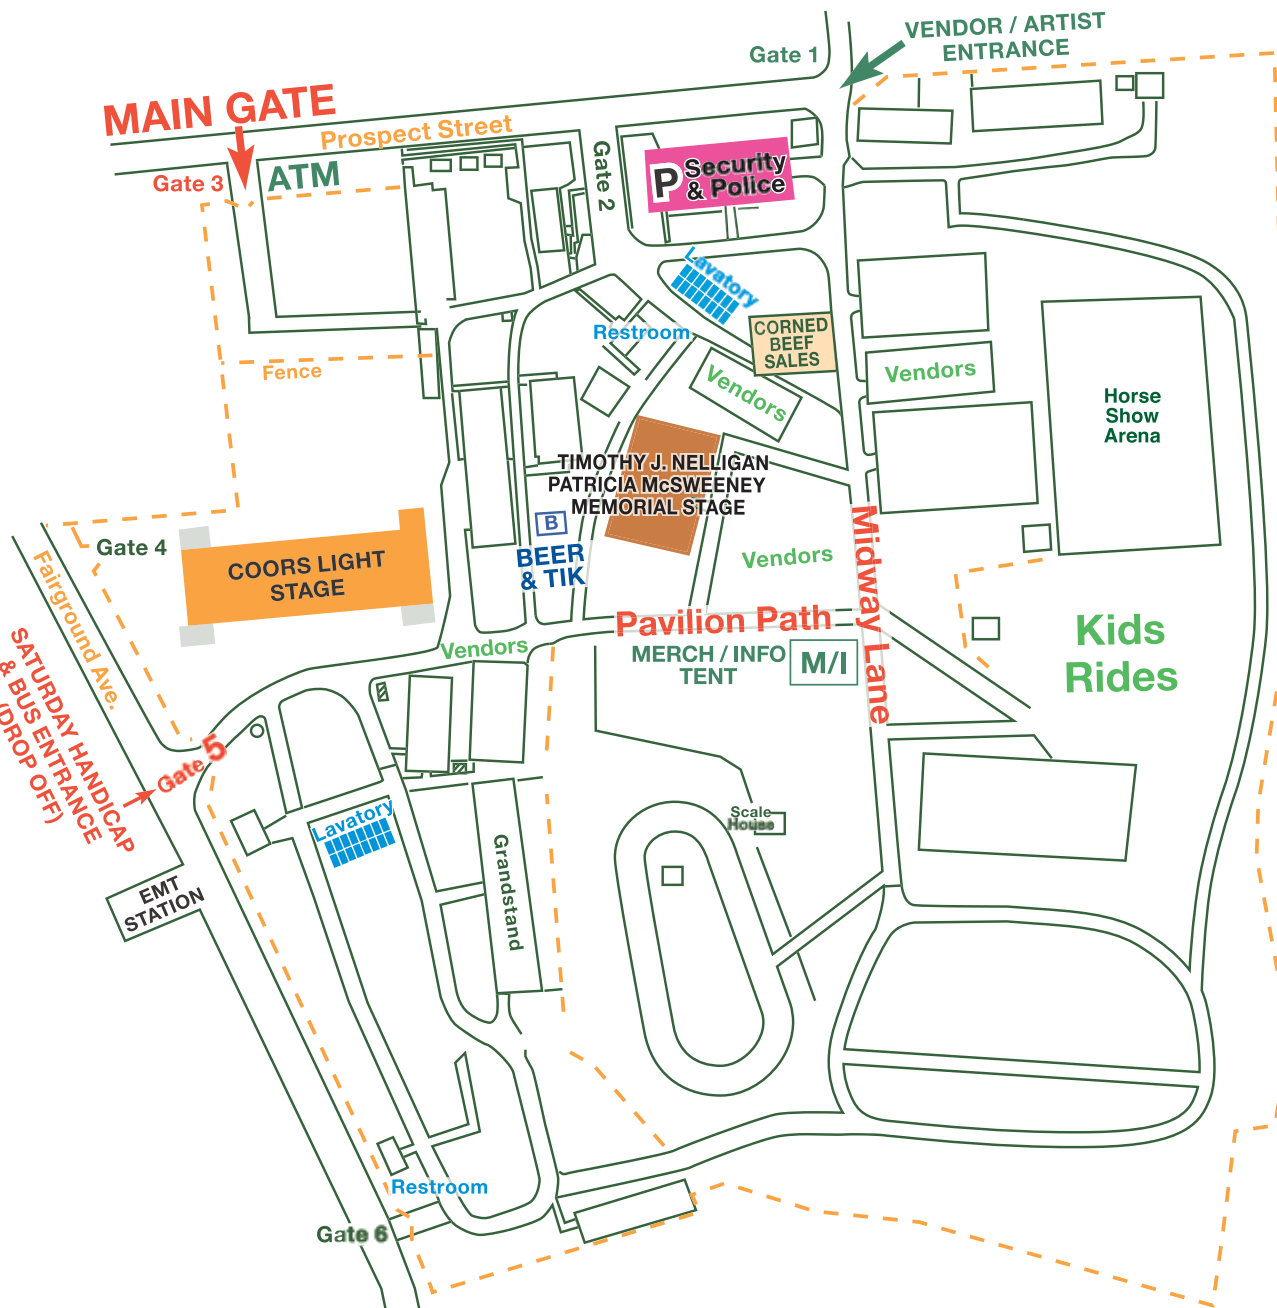 VENDOR / ARTIST
ENTRANCE
Gate 1
MAIN GATE
Prospect Street
Gate 3
ATM
Gate 2
P
Security
& Police
Lavatory
Restroom
CORNED
BEEF
SALES
Vendors
Vendors
Fence
Horse
Show
Arena
TIMOTHY J. NELLIGAN
PATRICIA McSWEENEY
MEMORIAL STAGE
B
BEER
& TIK
Gate 4
COORS LIGHT
STAGE
Vendors
Midway Lane
Fairground Ave.
Pavilion Path
Kids
Rides
Vendors
MERCH / INFO
TENT
M/I
SATURDAY HANDICAP
& BUS ENTRANCE
(DROP OFF)
Gate 5
Lavatory
Scale
House
Grandstand
EMT
STATION
Restroom
Gate 6